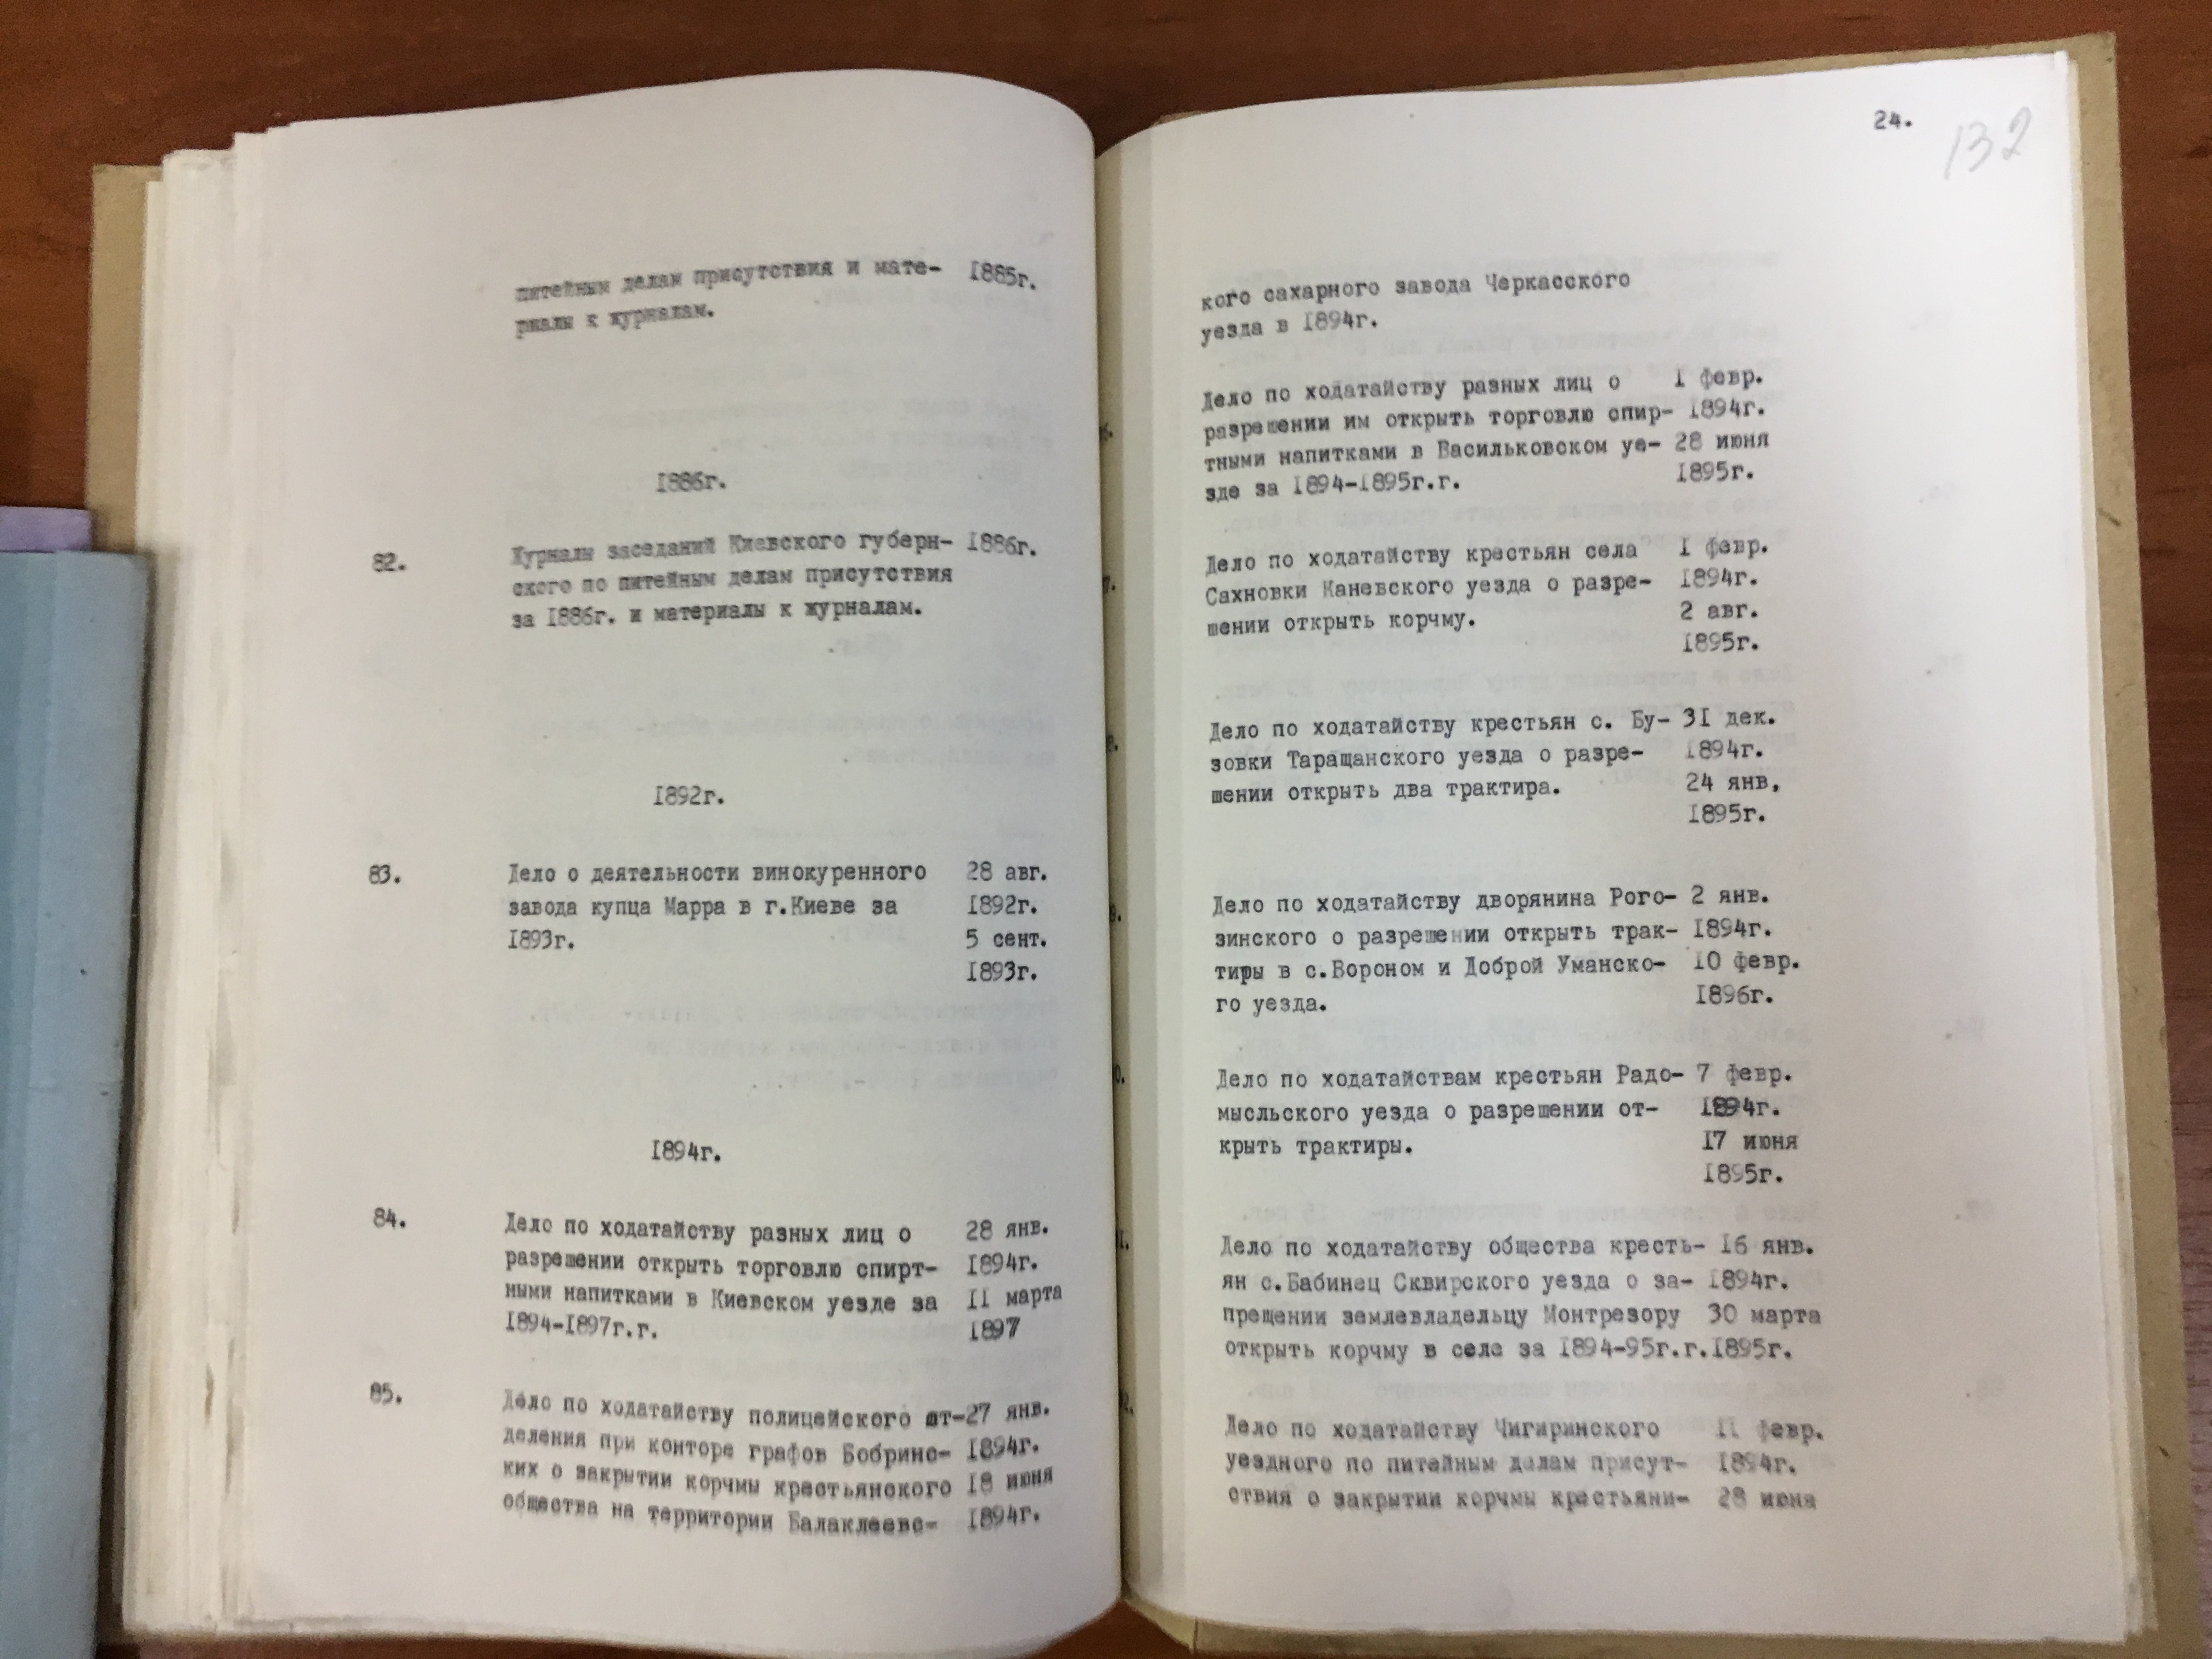 питейным делам присутствия и мате- 1885г.
риалы к журналам.
1886г.
82. Журналы заседаний Киевского губерн- 1886г.
ского по питейным делам присутствия
за 1886г. и материалы к журналам.
1892г.
83. Дело о деятельности винокуренного 28 авг.
завода купца Марра в г.Киеве за 1892г.
1893г. 5 сент.
1893г.
1894г.
84. Дело по ходатайству разных лиц о 28 янв.
разрешении открыть торговлю спирт- 1894г.
ными напитками в Киевском уезде за 11 марта
1894-1897г.г. 1897
85. Дело по ходатайству полицейского от- 27 янв.
деления при конторе графов Бобринс- 1894г.
ких о закрытии корчмы крестьянского 18 июня
общества на территории Балаклеевс- 1894г.
24.
132
кого сахарного завода Черкасского
уезда в 1894г.
Дело по ходатайству разных лиц о 1 февр.
разрешении им открыть торговлю спир- 1894г.
тными напитками в Васильковском уе- 28 июня
зде за 1894-1895г.г. 1895г.
Дело по ходатайству крестьян села 1 февр.
Сахновки Каневского уезда о разре- 1894г.
шении открыть корчму. 2 авг.
1895г.
Дело по ходатайству крестьян с. Бу- 31 дек.
зовки Таращанского уезда о разре- 1894г.
шении открыть два трактира. 24 янв,
1895г.
Дело по ходатайству дворянина Рого- 2 янв.
зинского о разрешении открыть трак- 1894г.
тиры в с.Вороном и Доброй Уманско- 10 февр.
го уезда. 1896г.
Дело по ходатайствам крестьян Радо- 7 февр.
мысльского уезда о разрешении от- 1894г.
крыть трактиры. 17 июня
1895г.
Дело по ходатайству общества кресть- 16 янв.
ян с.Бабинец Сквирского уезда о за- 1894г.
прещении землевладельцу Монтрезору 30 марта
открыть корчму в селе за 1894-95г.г. 1895г.
Дело по ходатайству Чигиринского 11 февр.
уездного по питейным делам присут- 1894г.
ствия о закрытии корчмы крестьяни- 28 июня